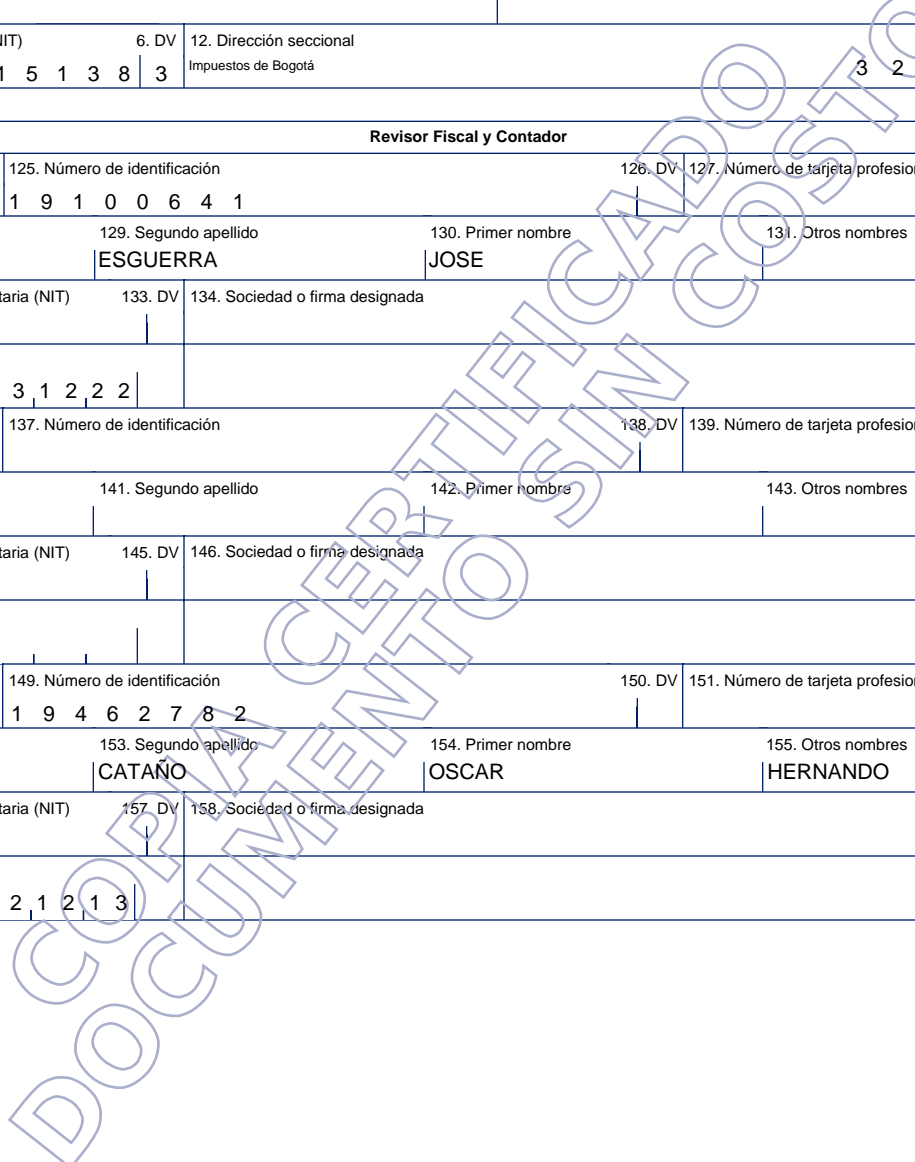 NIT) 6. DV 12. Dirección seccional
1 5 1 3 8 3 Impuestos de Bogotá 3 2
Revisor Fiscal y Contador
125. Número de identificación 126. DV 127. Número de tarjeta profesion
1 9 1 0 0 6 4 1
129. Segundo apellido 130. Primer nombre 131. Otros nombres
ESGUERRA JOSE
taria (NIT) 133. DV 134. Sociedad o firma designada
3 1 2 2 2
137. Número de identificación 138. DV 139. Número de tarjeta profesion
141. Segundo apellido 142. Primer nombre 143. Otros nombres
taria (NIT) 145. DV 146. Sociedad o firma designada
149. Número de identificación 150. DV 151. Número de tarjeta profesion
1 9 4 6 2 7 8 2
153. Segundo apellido 154. Primer nombre 155. Otros nombres
CATAÑO OSCAR HERNANDO
taria (NIT) 157. DV 158. Sociedad o firma designada
2 1 2 1 3
COPIA CERTIFICADO
DOCUMENTO SIN COSTO